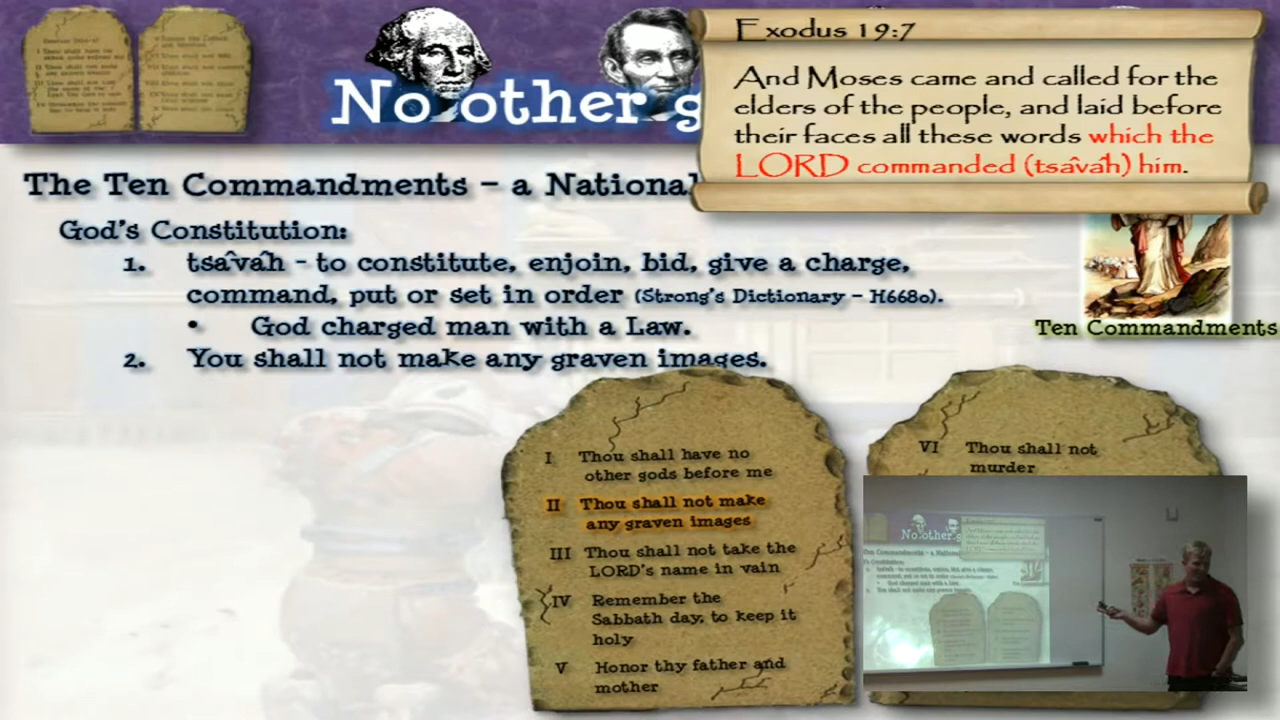 No other g
Exodus 19:7
And Moses came and called for the
elders of the people, and laid before
their faces all these words which the
LORD commanded (tsâvâh) him.
The Ten Commandments – a National
God's Constitution:
1. tsâvâh - to constitute, enjoin, bid, give a charge,
command, put or set in order (Strong's Dictionary – H6680).
• God charged man with a Law.
2. You shall not make any graven images.
Ten Commandments
I Thou shall have no
other gods before me
II Thou shall not make
any graven images
III Thou shall not take the
LORD's name in vain
IV Remember the
Sabbath day, to keep it
holy
V Honor thy father and
mother
VI Thou shall not
murder
No other g